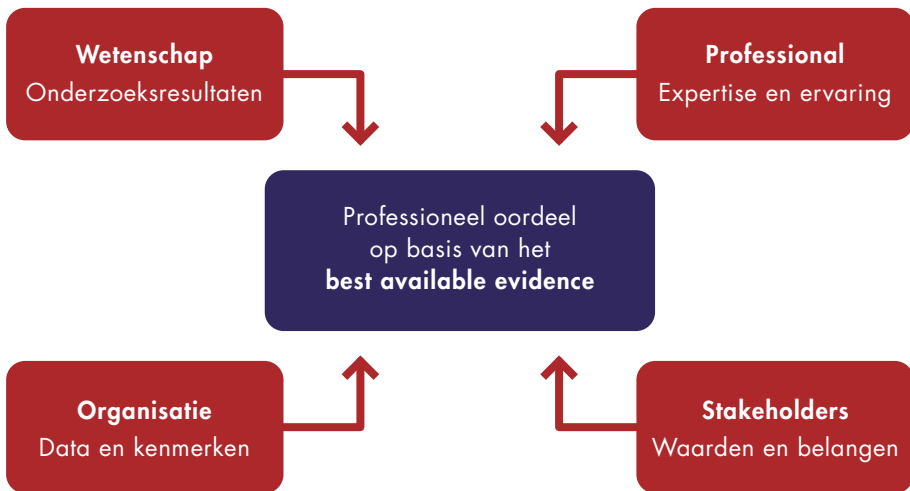 Wetenschap
Onderzoeksresultaten
Professional
Expertise en ervaring
Professioneel oordeel
op basis van het
best available evidence
Organisatie
Data en kenmerken
Stakeholders
Waarden en belangen